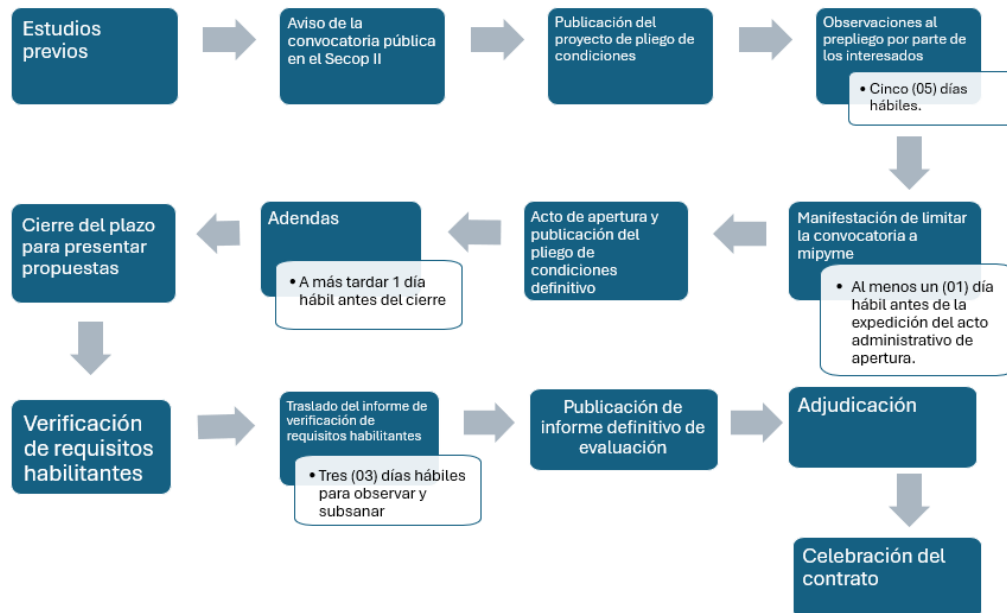 Estudios
previos
Aviso de la
convocatoria pública
en el Secop II
Publicación del
proyecto de pliego de
condiciones
Observaciones al
prepliego por parte de
los interesados
• Cinco (05) días
hábiles.
Manifestación de limitar
la convocatoria a
mipyme
• Al menos un (01) día
hábil antes de la
expedición del acto
administrativo de
apertura.
Acto de apertura y
publicación del
pliego de
condiciones
definitivo
Adendas
• A más tardar 1 día
hábil antes del cierre
Cierre del plazo
para presentar
propuestas
Verificación
de requisitos
habilitantes
Traslado del informe de
verificación de
requisitos habilitantes
• Tres (03) días hábiles
para observar y
subsanar
Publicación de
informe definitivo de
evaluación
Adjudicación
Celebración del
contrato